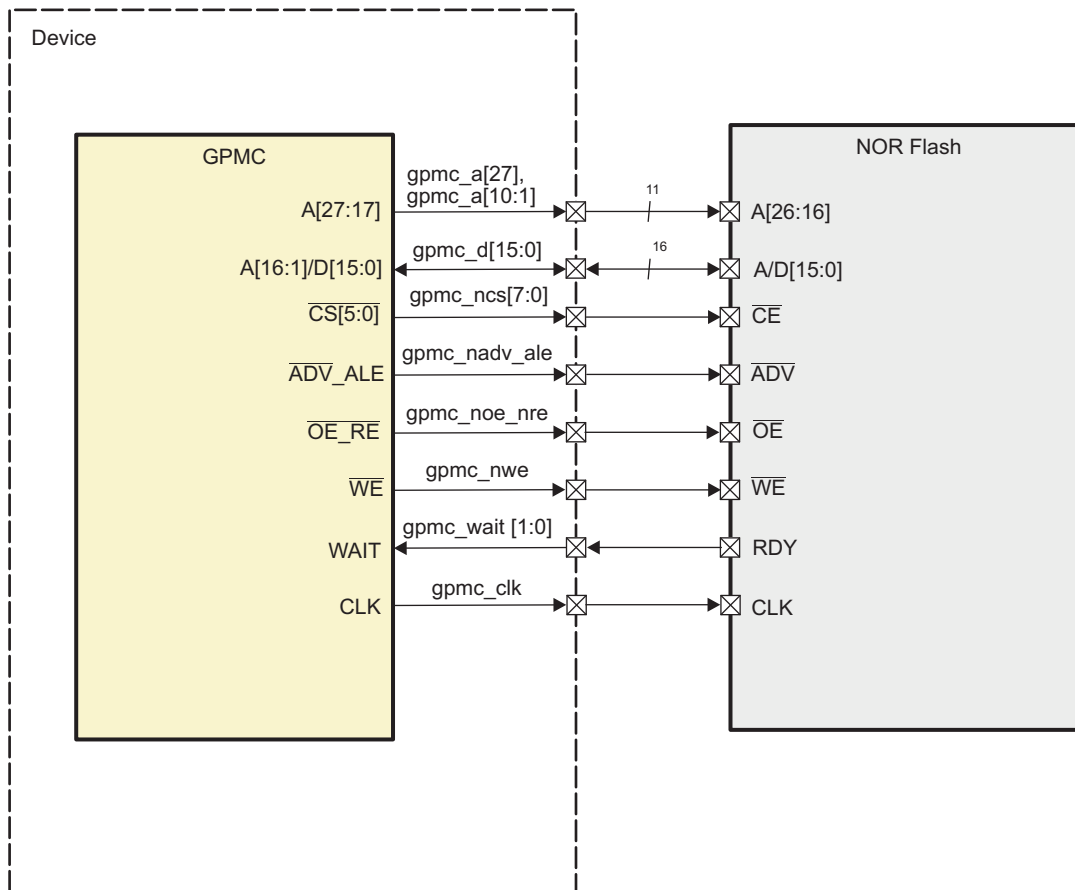 Device
GPMC
NOR Flash
gpmc_a[27],
gpmc_a[10:1]
A[27:17]
11
A[26:16]
A[16:1]/D[15:0]
gpmc_d[15:0]
16
A/D[15:0]
CS[5:0]
gpmc_ncs[7:0]
CE
ADV_ALE
gpmc_nadv_ale
ADV
OE_RE
gpmc_noe_nre
OE
WE
gpmc_nwe
WE
WAIT
gpmc_wait [1:0]
RDY
CLK
gpmc_clk
CLK